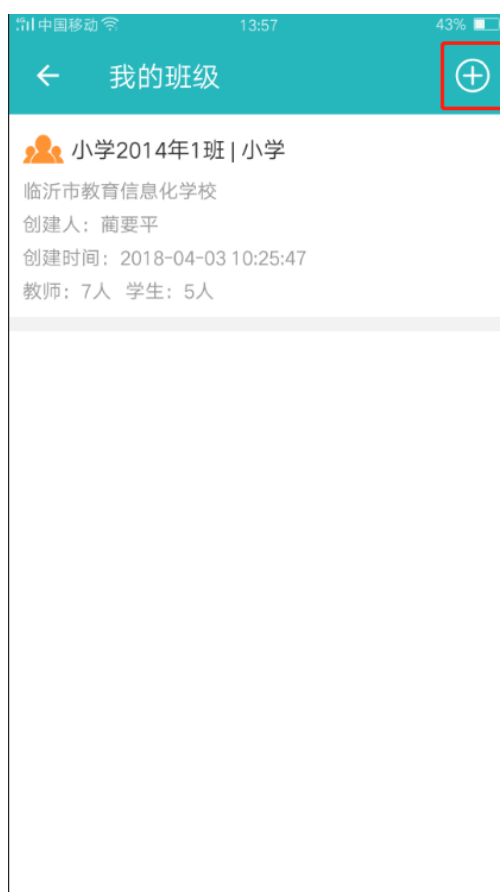 中国移动 13:57 43%
我的班级
小学2014年1班 | 小学
临沂市教育信息化学校
创建人：蔺要平
创建时间：2018-04-03 10:25:47
教师：7人 学生：5人